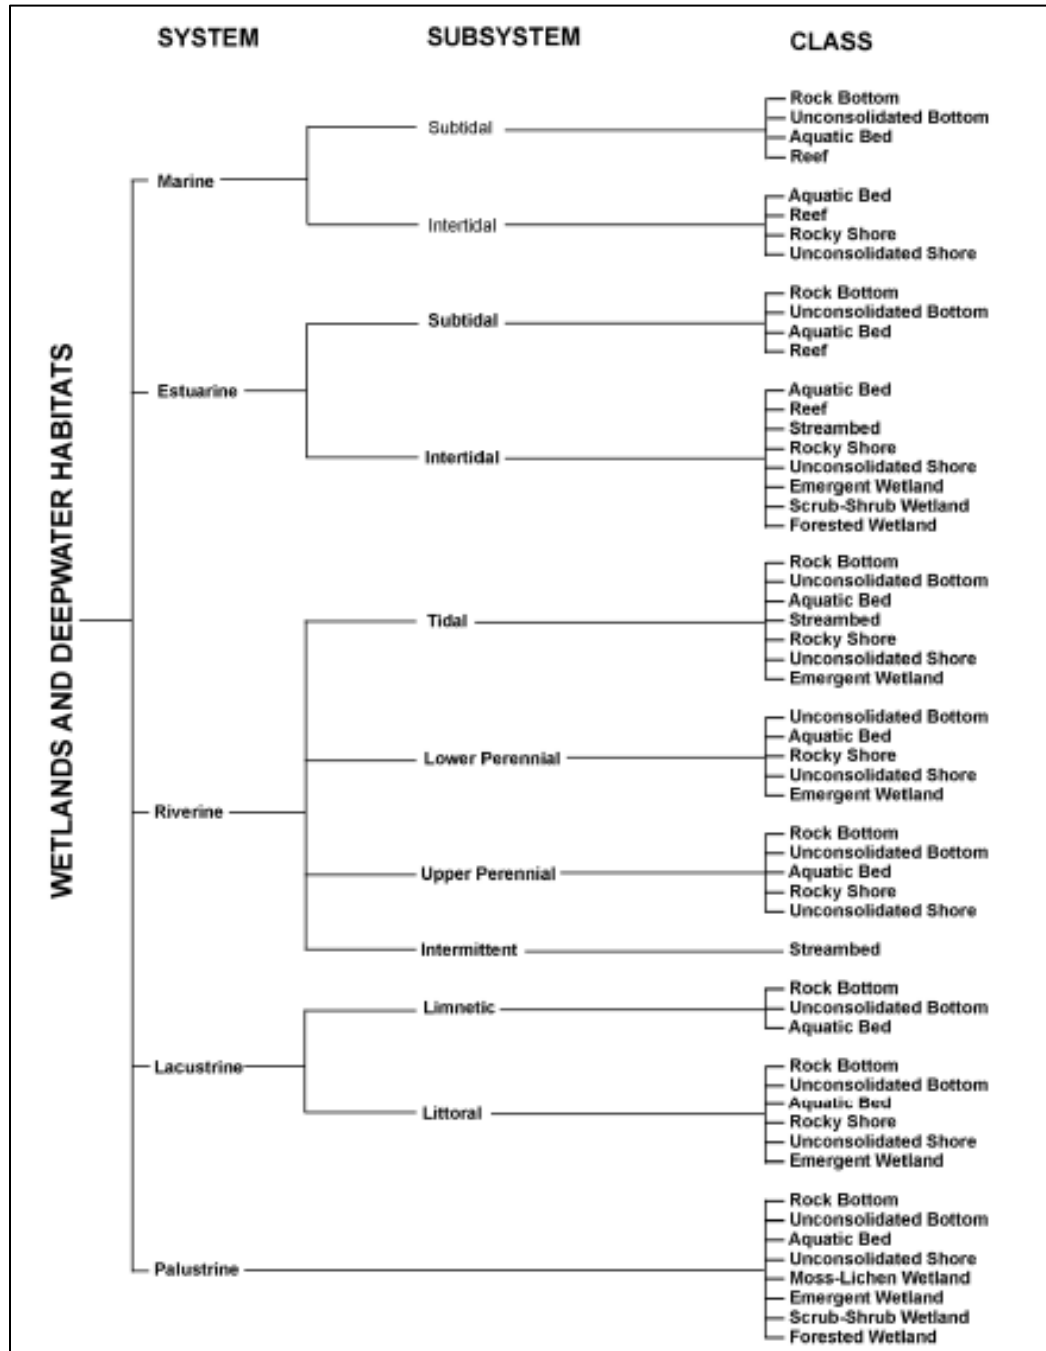 SYSTEM SUBSYSTEM CLASS
WETLANDS AND DEEPWATER HABITATS
Marine
Subtidal
Rock Bottom
Unconsolidated Bottom
Aquatic Bed
Reef
Intertidal
Aquatic Bed
Reef
Rocky Shore
Unconsolidated Shore
Estuarine
Subtidal
Rock Bottom
Unconsolidated Bottom
Aquatic Bed
Reef
Intertidal
Aquatic Bed
Reef
Streambed
Rocky Shore
Unconsolidated Shore
Emergent Wetland
Scrub-Shrub Wetland
Forested Wetland
Riverine
Tidal
Rock Bottom
Unconsolidated Bottom
Aquatic Bed
Streambed
Rocky Shore
Unconsolidated Shore
Emergent Wetland
Lower Perennial
Unconsolidated Bottom
Aquatic Bed
Rocky Shore
Unconsolidated Shore
Emergent Wetland
Upper Perennial
Rock Bottom
Unconsolidated Bottom
Aquatic Bed
Rocky Shore
Unconsolidated Shore
Intermittent
Streambed
Lacustrine
Limnetic
Rock Bottom
Unconsolidated Bottom
Aquatic Bed
Littoral
Rock Bottom
Unconsolidated Bottom
Aquatic Bed
Rocky Shore
Unconsolidated Shore
Emergent Wetland
Palustrine
Rock Bottom
Unconsolidated Bottom
Aquatic Bed
Unconsolidated Shore
Moss-Lichen Wetland
Emergent Wetland
Scrub-Shrub Wetland
Forested Wetland